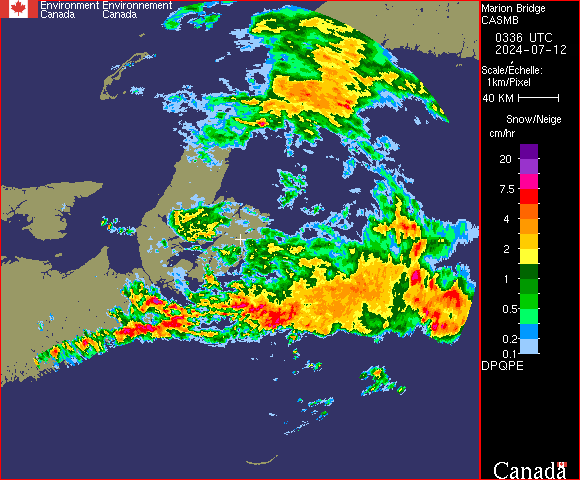 Environment Environnement
Canada Canada
Marion Bridge
CASMB
0336 UTC
2024-07-12
Scale/Échelle:
1km/Pixel
40 KM
Snow/Neige
cm/hr
20
7.5
4
2
1
0.5
0.2
0.1
DPQPE
Canada